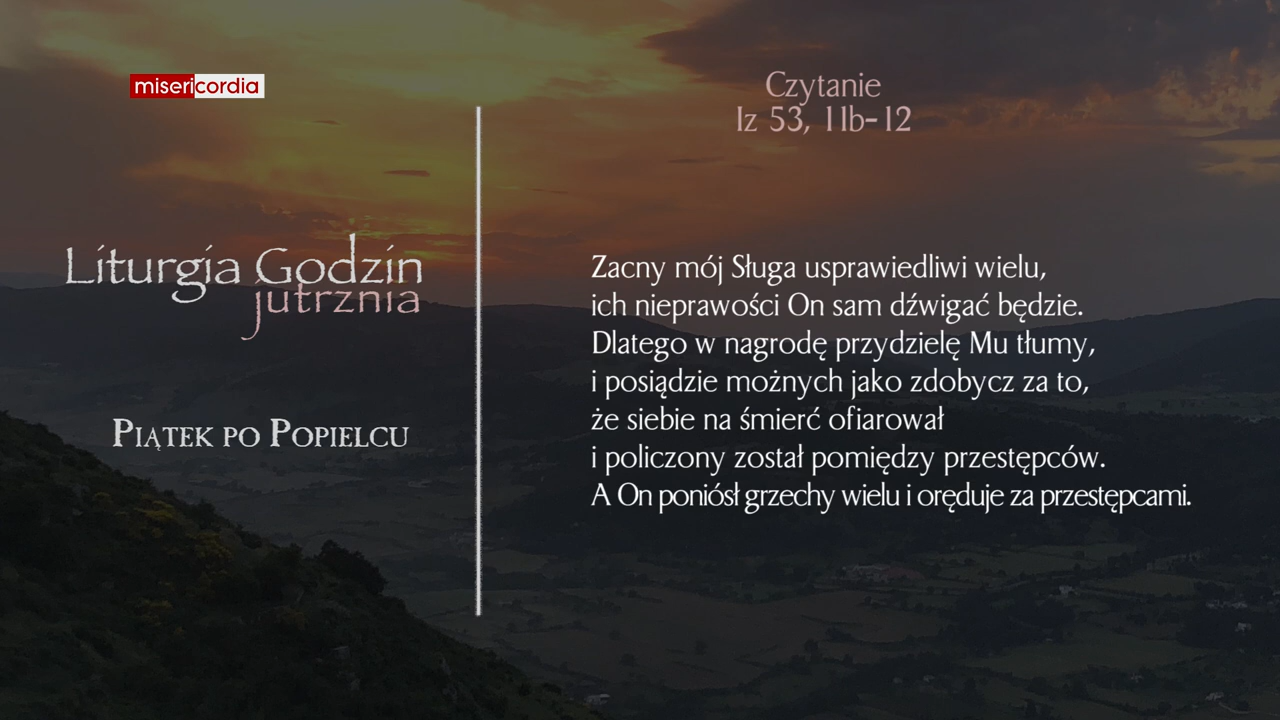 misericordia
Liturgia Godzin
jutrznia
Piątek po Popielcu
Czytanie
Iz 53, 11b-12
Zacny mój Sługa usprawiedliwi wielu,
ich nieprawości On sam dźwigać będzie.
Dlatego w nagrodę przydzielę Mu tłumy,
i posiądzie możnych jako zdobycz za to,
że siebie na śmierć ofiarował
i policzony został pomiędzy przestępców.
A On poniósł grzechy wielu i oręduje za przestępcami.